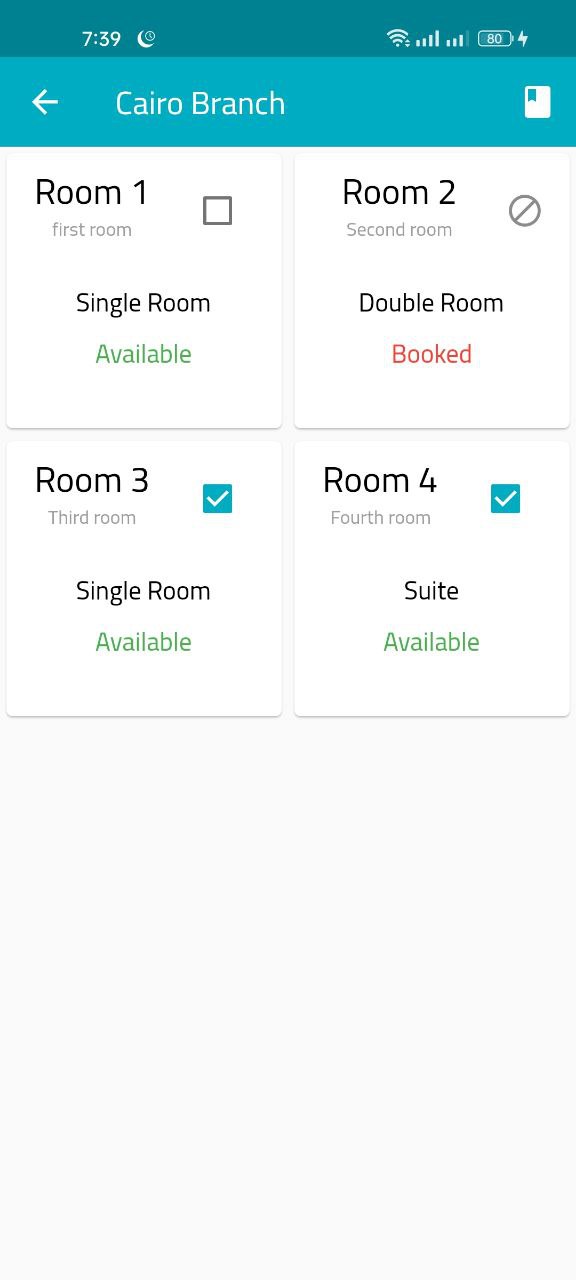 7:39
80
Cairo Branch
Room 1
first room
Single Room
Available
Room 2
Second room
Double Room
Booked
Room 3
Third room
Single Room
Available
Room 4
Fourth room
Suite
Available